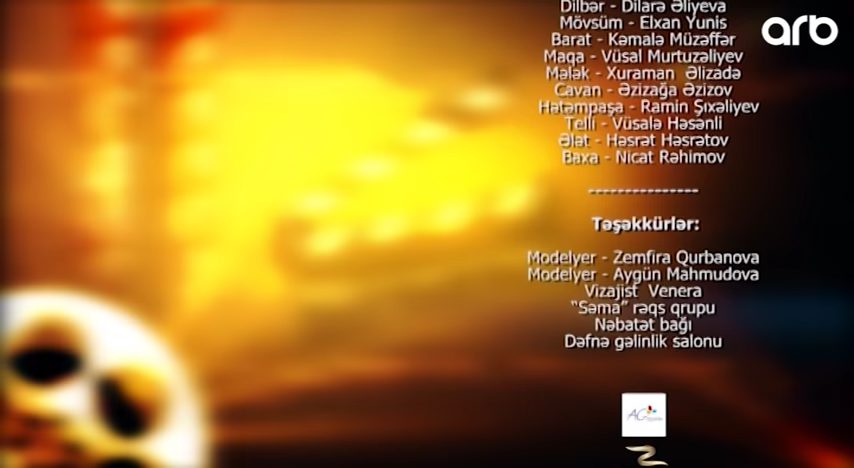 Dilbər - Dilarə Əliyeva
arb
Mövsüm - Elxan Yunis
Barat - Kəmalə Müzəffər
Maqa - Vüsal Murtuzəliyev
Mələk - Xuraman Əlizadə
Cavan - Əzizağa Əzizov
Hətəmpaşa - Ramin Şıxəliyev
Telli - Vüsalə Həsənli
Ələt - Həsrət Həsrətov
Baxa - Nicat Rəhimov
---------------
Təşəkkürlər:
Modelyer - Zemfira Qurbanova
Modelyer - Aygün Mahmudova
Vizajist Venera
"Səma" rəqs qrupu
Nəbatət bağı
Dəfnə gəlinlik salonu
AC